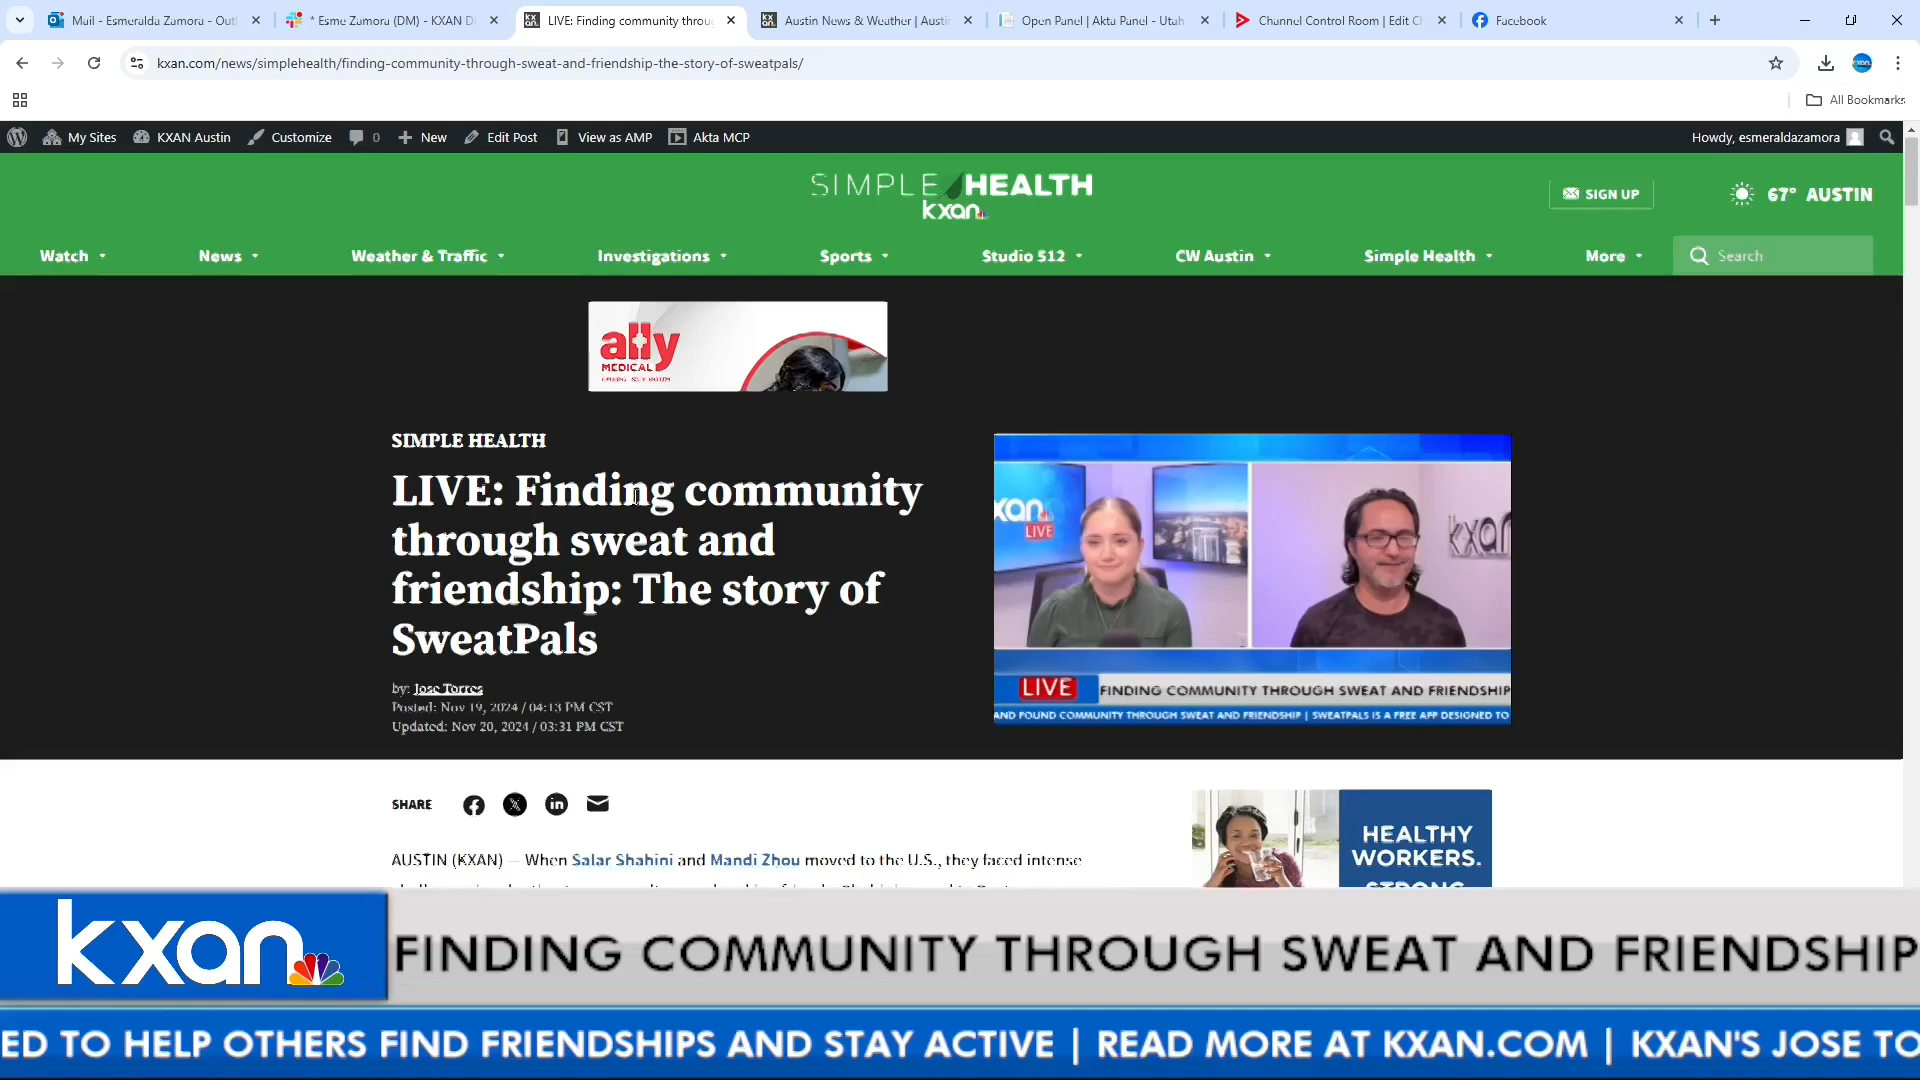 Mail - Esmeralda Zamora - Outl
* Esme Zamora (DM) - KXAN D
LIVE: Finding community throu
Austin News & Weather | Austi
Open Panel | Akta Panel - Utah
Channel Control Room | Edit C
Facebook
kxan.com/news/simplehealth/finding-community-through-sweat-and-friendship-the-story-of-sweatpals/
All Bookmarks
My Sites KXAN Austin Customize 0 New Edit Post View as AMP Akta MCP Howdy, esmeraldazamora
SIMPLE HEALTH
kxan
SIGN UP
67° AUSTIN
Watch News Weather & Traffic Investigations Sports Studio 512 CW Austin Simple Health More Search
ally
MEDICAL
SIMPLE HEALTH
LIVE: Finding community
through sweat and
friendship: The story of
SweatPals
by: Jose Torres
Posted: Nov 19, 2024 / 04:13 PM CST
Updated: Nov 20, 2024 / 03:31 PM CST
kxan
LIVE
kxan
LIVE FINDING COMMUNITY THROUGH SWEAT AND FRIENDSHIP
AND FOUND COMMUNITY THROUGH SWEAT AND FRIENDSHIP | SWEATPALS IS A FREE APP DESIGNED TO
SHARE
HEALTHY
WORKERS.
STRONG
AUSTIN (KXAN) — When Salar Shahini and Mandi Zhou moved to the U.S., they faced intense
kxan FINDING COMMUNITY THROUGH SWEAT AND FRIENDSHIP
ED TO HELP OTHERS FIND FRIENDSHIPS AND STAY ACTIVE | READ MORE AT KXAN.COM | KXAN'S JOSE TO